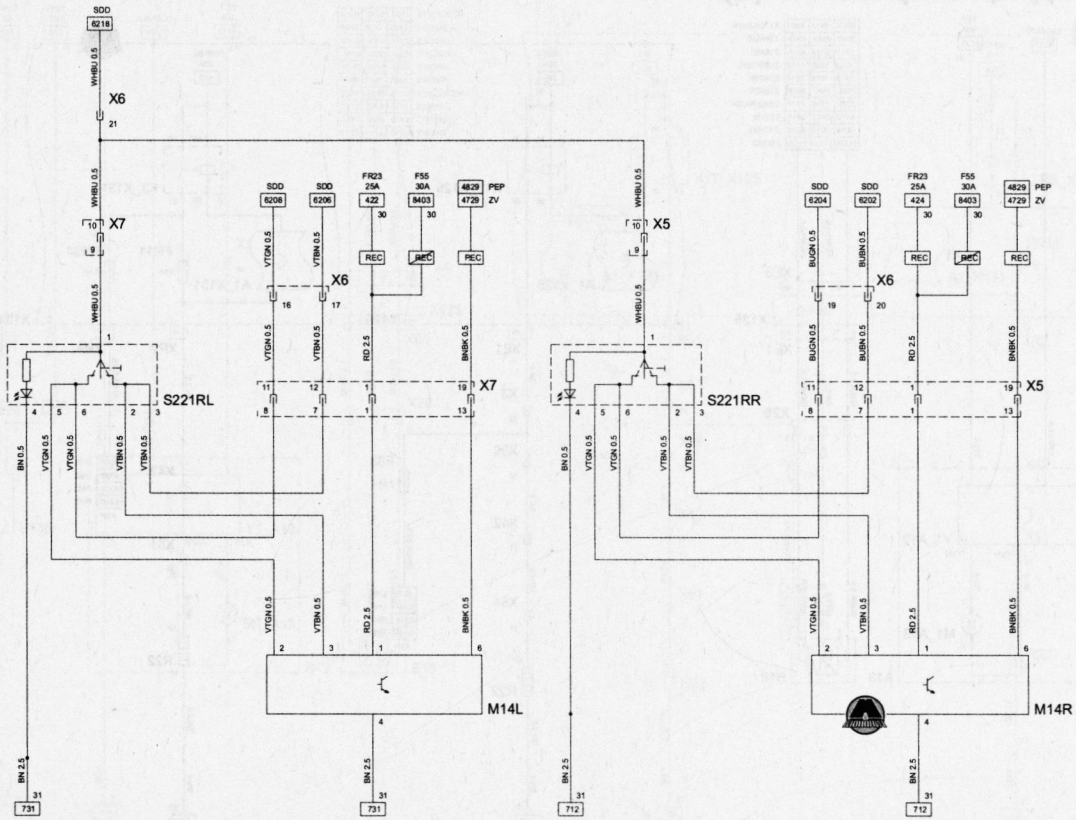 SDD
6218
WHBU 0.5
X6
21
WHBU 0.5
10 X7
9
WHBU 0.5
1
S221RL
4 5 6 2 3
BN 0.5
VTGN 0.5
VTGN 0.5
VTBN 0.5
VTBN 0.5
BN 2.5
31
731
SDD
6208
VTGN 0.5
SDD
6206
VTBN 0.5
FR23
25A
422
30
REC
F55
30A
8403
30
REC
4829 PEP
4729 ZV
X6
16 17
VTGN 0.5
VTBN 0.5
RD 2.5
BNBK 0.5
11 12 1 19 X7
8 7 1 13
VTGN 0.5
VTBN 0.5
RD 2.5
BNBK 0.5
2 3 1 6
M14L
4
BN 2.5
31
731
WHBU 0.5
10 X5
9
WHBU 0.5
1
S221RR
4 5 6 2 3
BN 0.5
VTGN 0.5
VTGN 0.5
VTBN 0.5
VTBN 0.5
BN 2.5
31
712
SDD
6204
BUGN 0.5
SDD
6202
BUBN 0.5
FR23
25A
424
30
REC
F55
30A
8403
30
REC
4829 PEP
4729 ZV
REC
X6
19 20
BUGN 0.5
BUBN 0.5
RD 2.5
BNBK 0.5
11 12 1 19 X5
8 7 1 13
VTGN 0.5
VTBN 0.5
RD 2.5
BNBK 0.5
2 3 1 6
M14R
4
BN 2.5
31
712